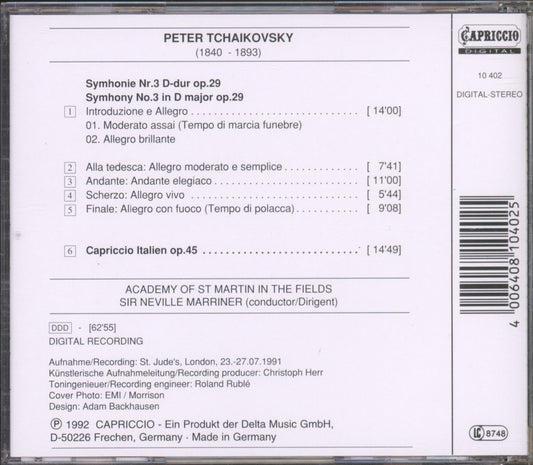 PETER TCHAIKOVSKY
(1840 - 1893)
Symphonie Nr.3 D-dur op.29
Symphony No.3 in D major op.29
1 Introduzione e Allegro [ 14'00]
01. Moderato assai (Tempo di marcia funebre)
02. Allegro brillante
2 Alla tedesca: Allegro moderato e semplice [ 7'41]
3 Andante: Andante elegiaco [ 11'00]
4 Scherzo: Allegro vivo [ 5'44]
5 Finale: Allegro con fuoco (Tempo di polacca) [ 9'08]
6 Capriccio Italien op.45 [ 14'49]
ACADEMY OF ST MARTIN IN THE FIELDS
SIR NEVILLE MARRINER (conductor/Dirigent)
DDD - [62'55]
DIGITAL RECORDING
Aufnahme/Recording: St. Jude's, London, 23.-27.07.1991
Künstlerische Aufnahmeleitung/Recording producer: Christoph Herr
Toningenieuer/Recording engineer: Roland Rublé
Cover Photo: EMI / Morrison
Design: Adam Backhausen
Ⓟ 1992 CAPRICCIO - Ein Produkt der Delta Music GmbH,
D-50226 Frechen, Germany · Made in Germany
CAPRICCIO
DIGITAL
10 402
DIGITAL-STEREO
4 006408 104025
LC 8748